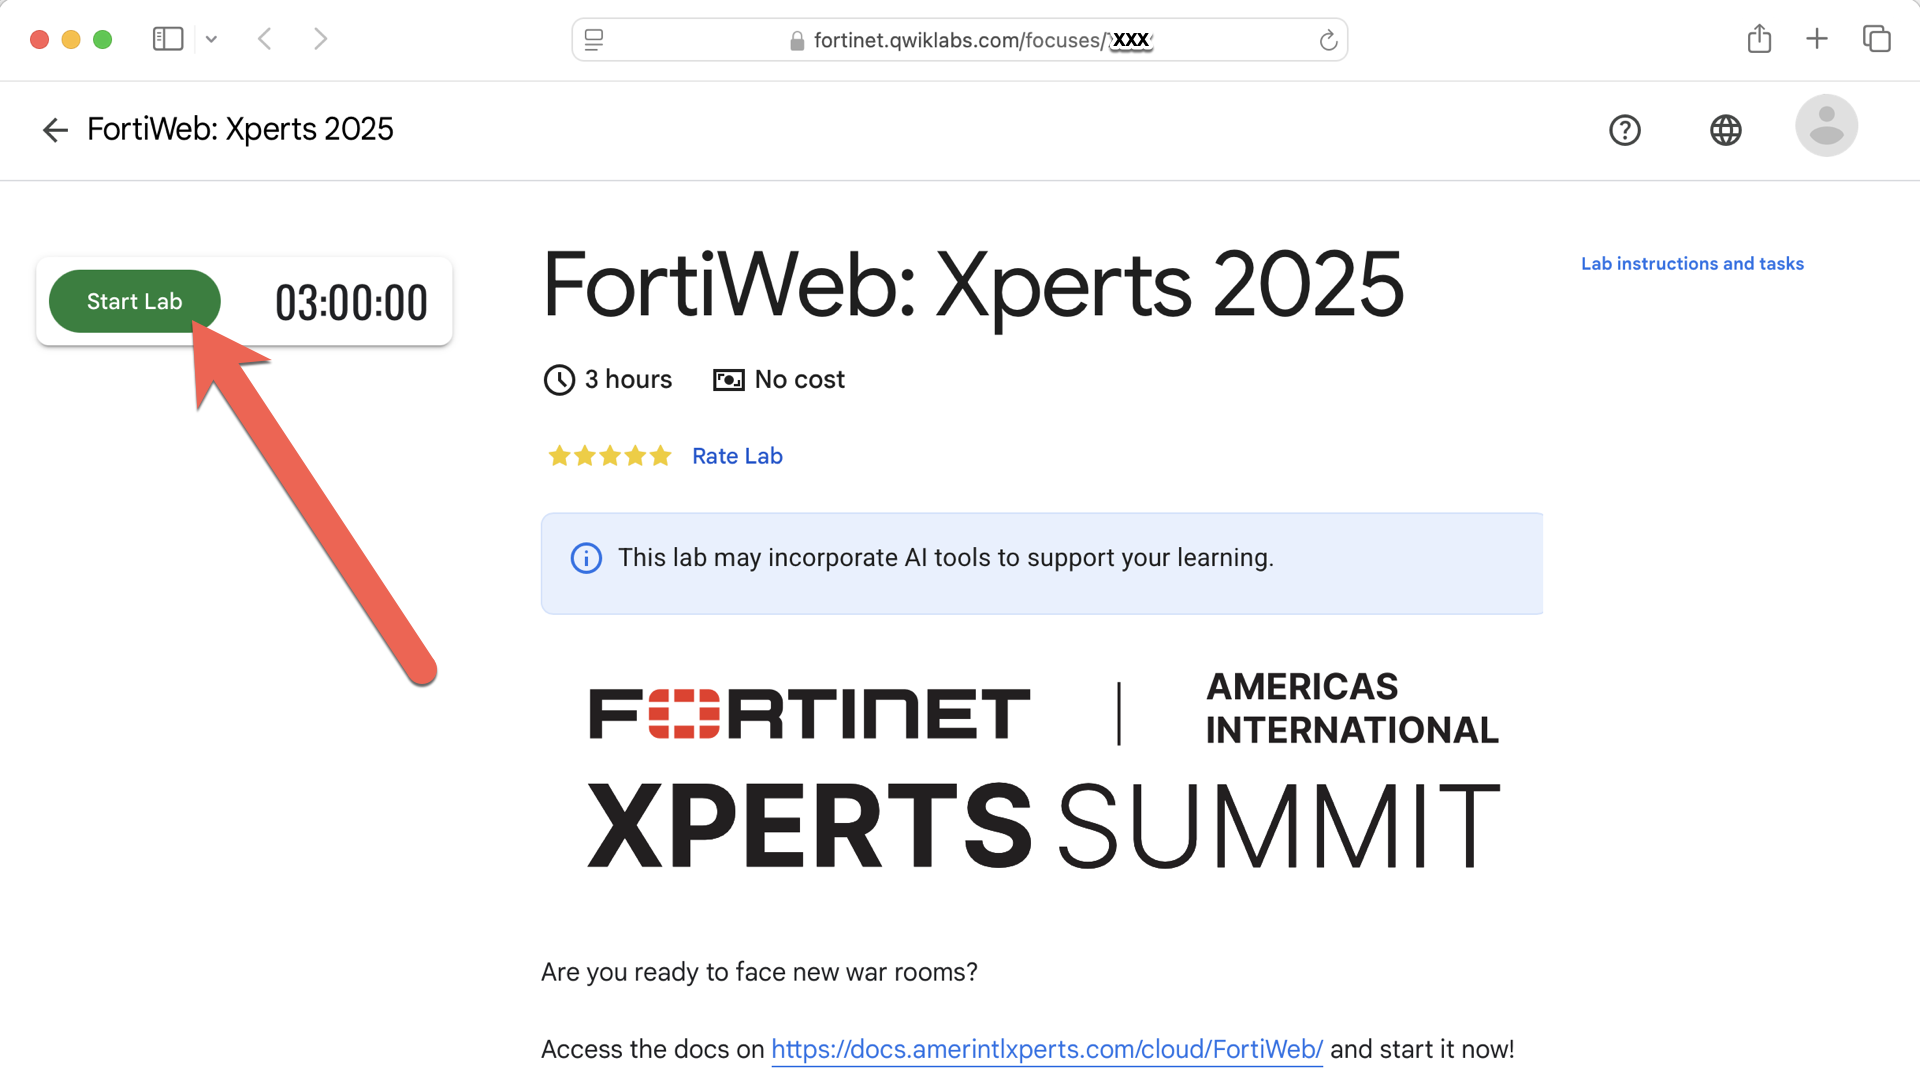 fortinet.qwiklabs.com/focuses/XXX
FortiWeb: Xperts 2025
Start Lab
03:00:00
FortiWeb: Xperts 2025
Lab instructions and tasks
3 hours
No cost
Rate Lab
This lab may incorporate AI tools to support your learning.
FORTINET
AMERICAS
INTERNATIONAL
XPERTS SUMMIT
Are you ready to face new war rooms?
Access the docs on https://docs.amerintlxperts.com/cloud/FortiWeb/ and start it now!